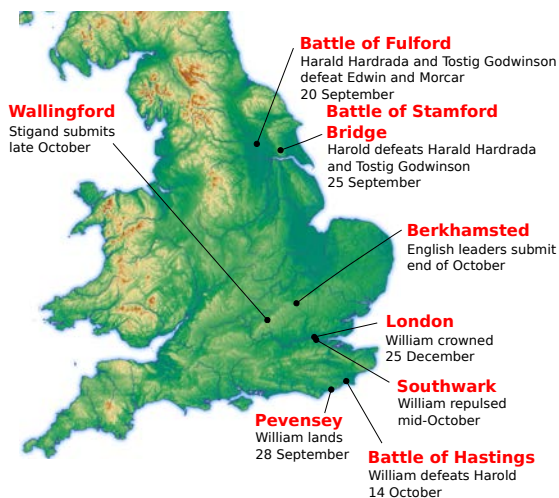 Battle of Fulford
Harald Hardrada and Tostig Godwinson
defeat Edwin and Morcar
20 September
Wallingford
Stigand submits
late October
Battle of Stamford
Bridge
Harold defeats Harald Hardrada
and Tostig Godwinson
25 September
Berkhamsted
English leaders submit
end of October
London
William crowned
25 December
Southwark
William repulsed
mid-October
Pevensey
William lands
28 September
Battle of Hastings
William defeats Harold
14 October